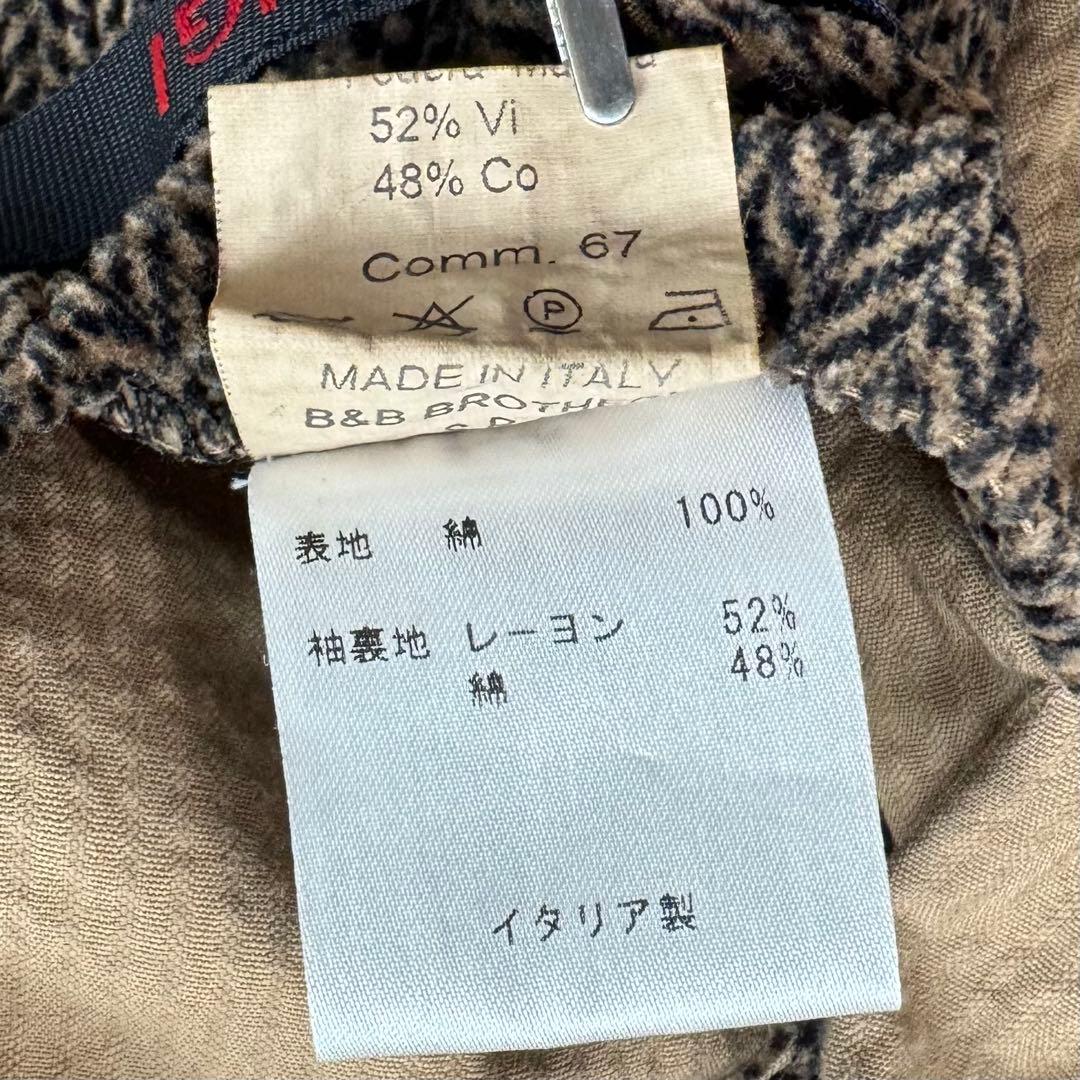 52% Vi
48% Co
Comm. 67
P
MADE IN ITALY
B&B BROTHERS
表地 綿 100%
袖裏地 レーヨン 52%
綿 48%
イタリア製